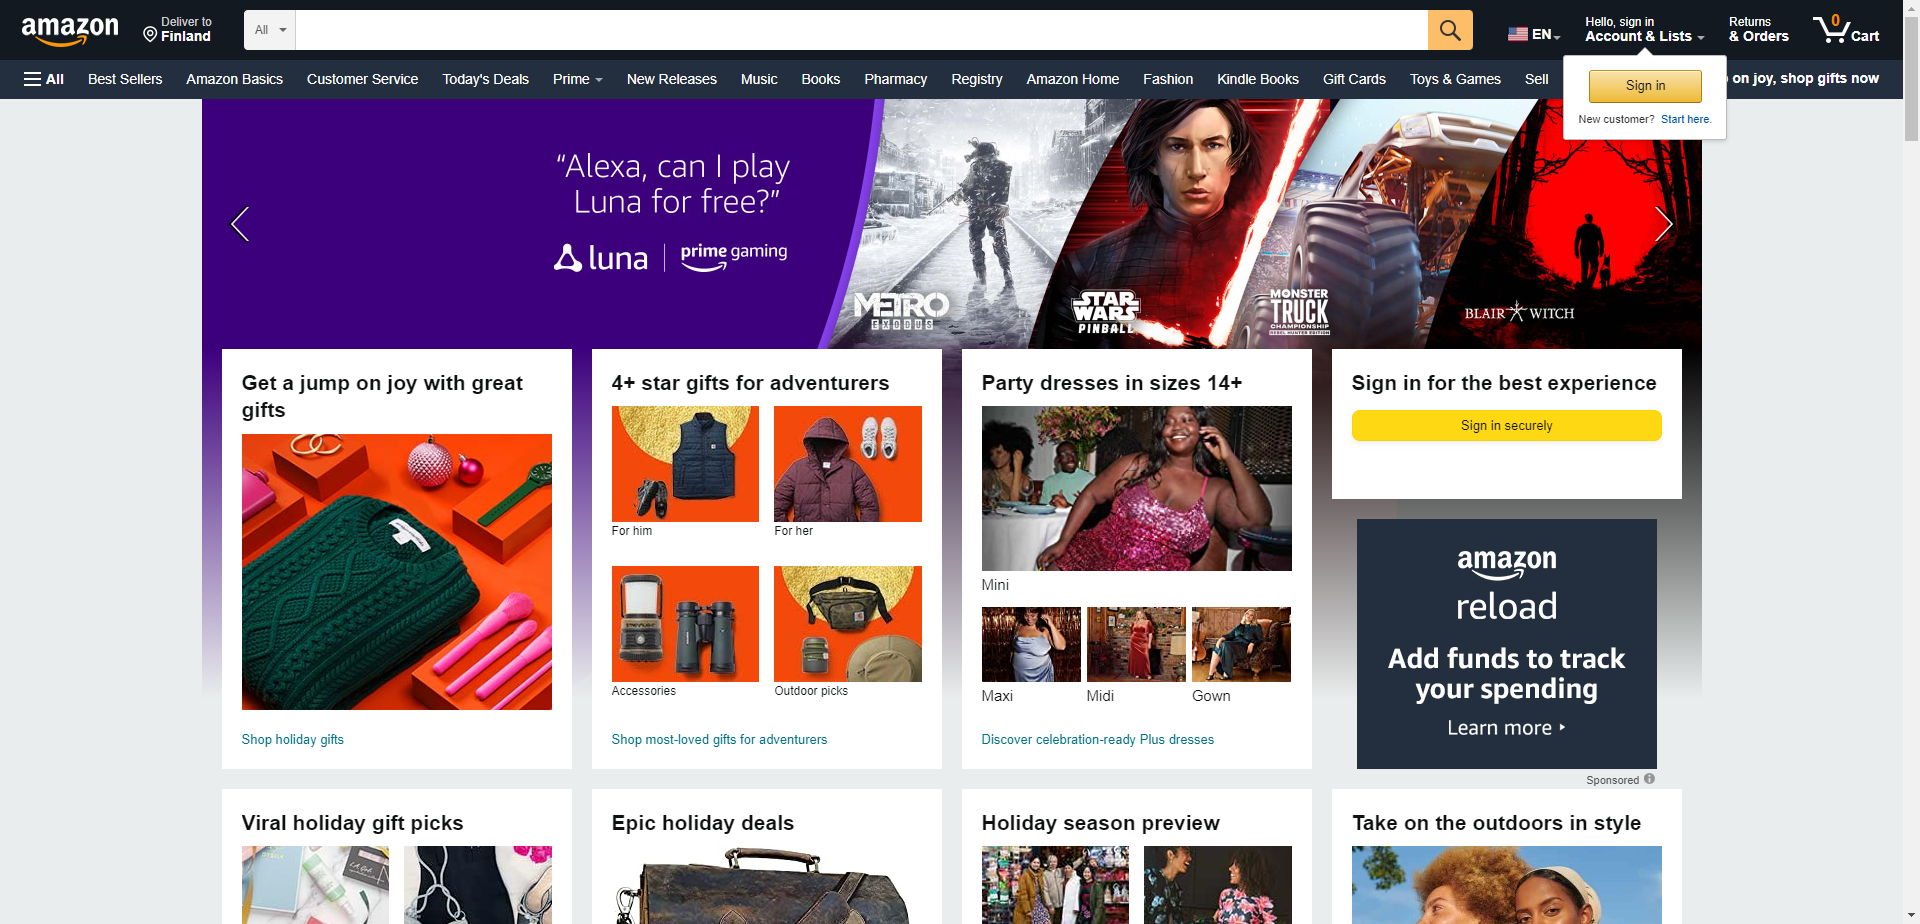 amazon
Deliver to
Finland
All
EN
Hello, sign in
Account & Lists
Returns
& Orders
0
Cart
All
Best Sellers
Amazon Basics
Customer Service
Today's Deals
Prime
New Releases
Music
Books
Pharmacy
Registry
Amazon Home
Fashion
Kindle Books
Gift Cards
Toys & Games
Sell
on joy, shop gifts now
Sign in
New customer? Start here.
“Alexa, can I play
Luna for free?”
luna
prime gaming
METRO
EXODUS
STAR WARS
PINBALL
MONSTER
TRUCK
CHAMPIONSHIP
REBEL HUNTER EDITION
BLAIR WITCH
Get a jump on joy with great
gifts
Shop holiday gifts
4+ star gifts for adventurers
For him
For her
Accessories
Outdoor picks
Shop most-loved gifts for adventurers
Party dresses in sizes 14+
Mini
Maxi
Midi
Gown
Discover celebration-ready Plus dresses
Sign in for the best experience
Sign in securely
amazon
reload
Add funds to track
your spending
Learn more
Sponsored
Viral holiday gift picks
Epic holiday deals
Holiday season preview
Take on the outdoors in style